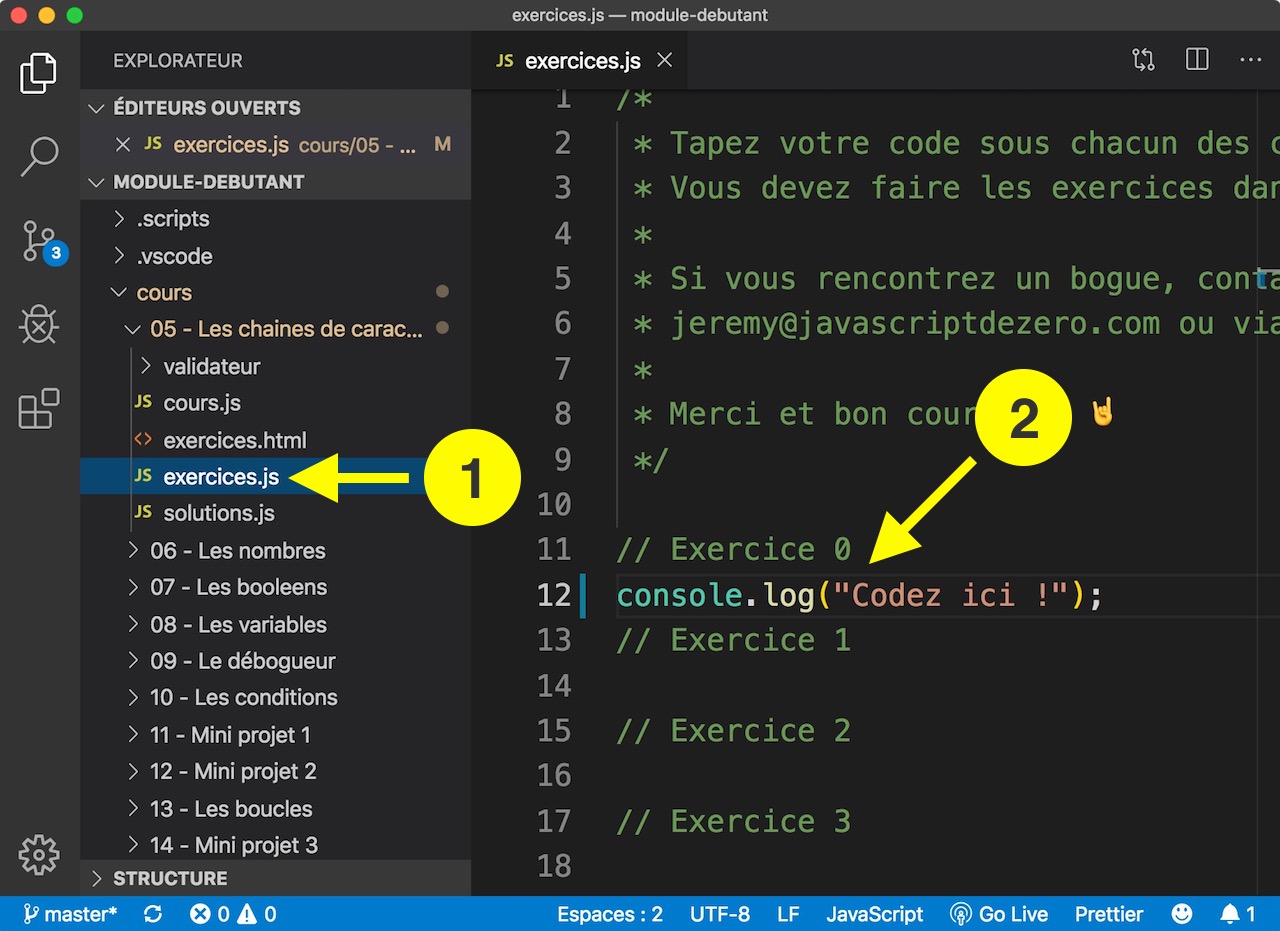 exercices.js — module-debutant
EXPLORATEUR
ÉDITEURS OUVERTS
JS exercices.js cours/05 - ... M
MODULE-DEBUTANT
.scripts
.vscode
cours
05 - Les chaines de carac...
validateur
JS cours.js
<> exercices.html
JS exercices.js
JS solutions.js
06 - Les nombres
07 - Les booleens
08 - Les variables
09 - Le débogueur
10 - Les conditions
11 - Mini projet 1
12 - Mini projet 2
13 - Les boucles
14 - Mini projet 3
STRUCTURE
3
1
JS exercices.js
1 /*
2 * Tapez votre code sous chacun des
3 * Vous devez faire les exercices
4 *
5 * Si vous rencontrez un bogue,
6 * jeremy@javascriptdezero.com ou
7 *
8 * Merci et bon 🤘
9 */
10
11 // Exercice 0
12 console.log("Codez ici !");
13 // Exercice 1
14
15 // Exercice 2
16
17 // Exercice 3
18
2
master* 0 0 Espaces : 2 UTF-8 LF JavaScript Go Live Prettier 1